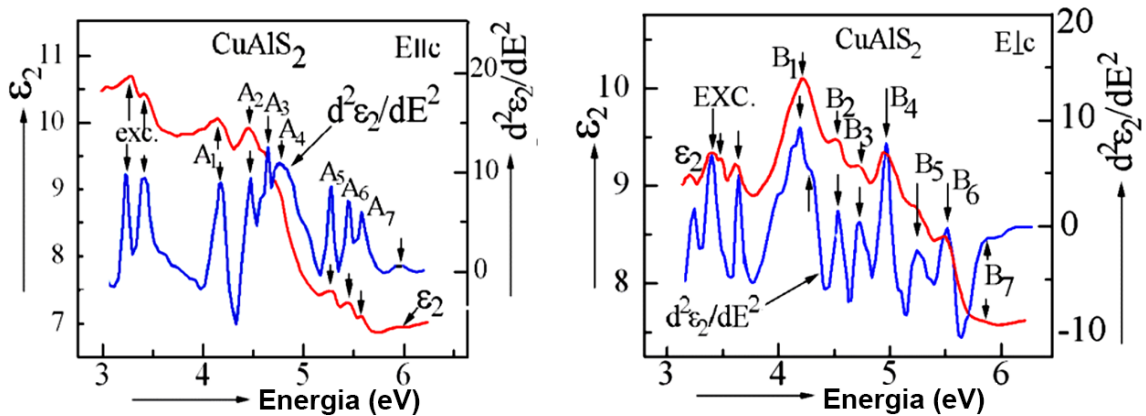 CuAlS2 E||c
ε2
11
10
9
8
7
exc.
A1
A2
A3
A4
A5
A6
A7
d²ε2/dE²
ε2
20
10
0
d²ε2/dE²
3 4 5 6
Energia (eV)
CuAlS2 E⊥c
ε2
10
9
8
EXC.
ε2
B1
B2
B3
B4
B5
B6
B7
d²ε2/dE²
20
10
0
-10
d²ε2/dE²
3 4 5 6
Energia (eV)